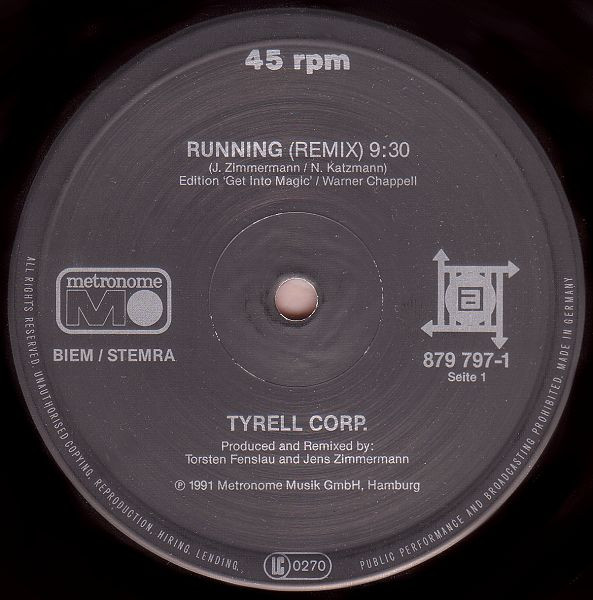 45 rpm
RUNNING (REMIX) 9:30
(J. Zimmermann / N. Katzmann)
Edition 'Get Into Magic' / Warner Chappell
metronome
M
BIEM / STEMRA
a
879 797-1
Seite 1
TYRELL CORP.
Produced and Remixed by:
Torsten Fenslau and Jens Zimmermann
℗ 1991 Metronome Musik GmbH, Hamburg
ALL RIGHTS RESERVED. UNAUTHORISED COPYING, REPRODUCTION, HIRING, LENDING,
LC 0270
PUBLIC PERFORMANCE AND BROADCASTING PROHIBITED. MADE IN GERMANY